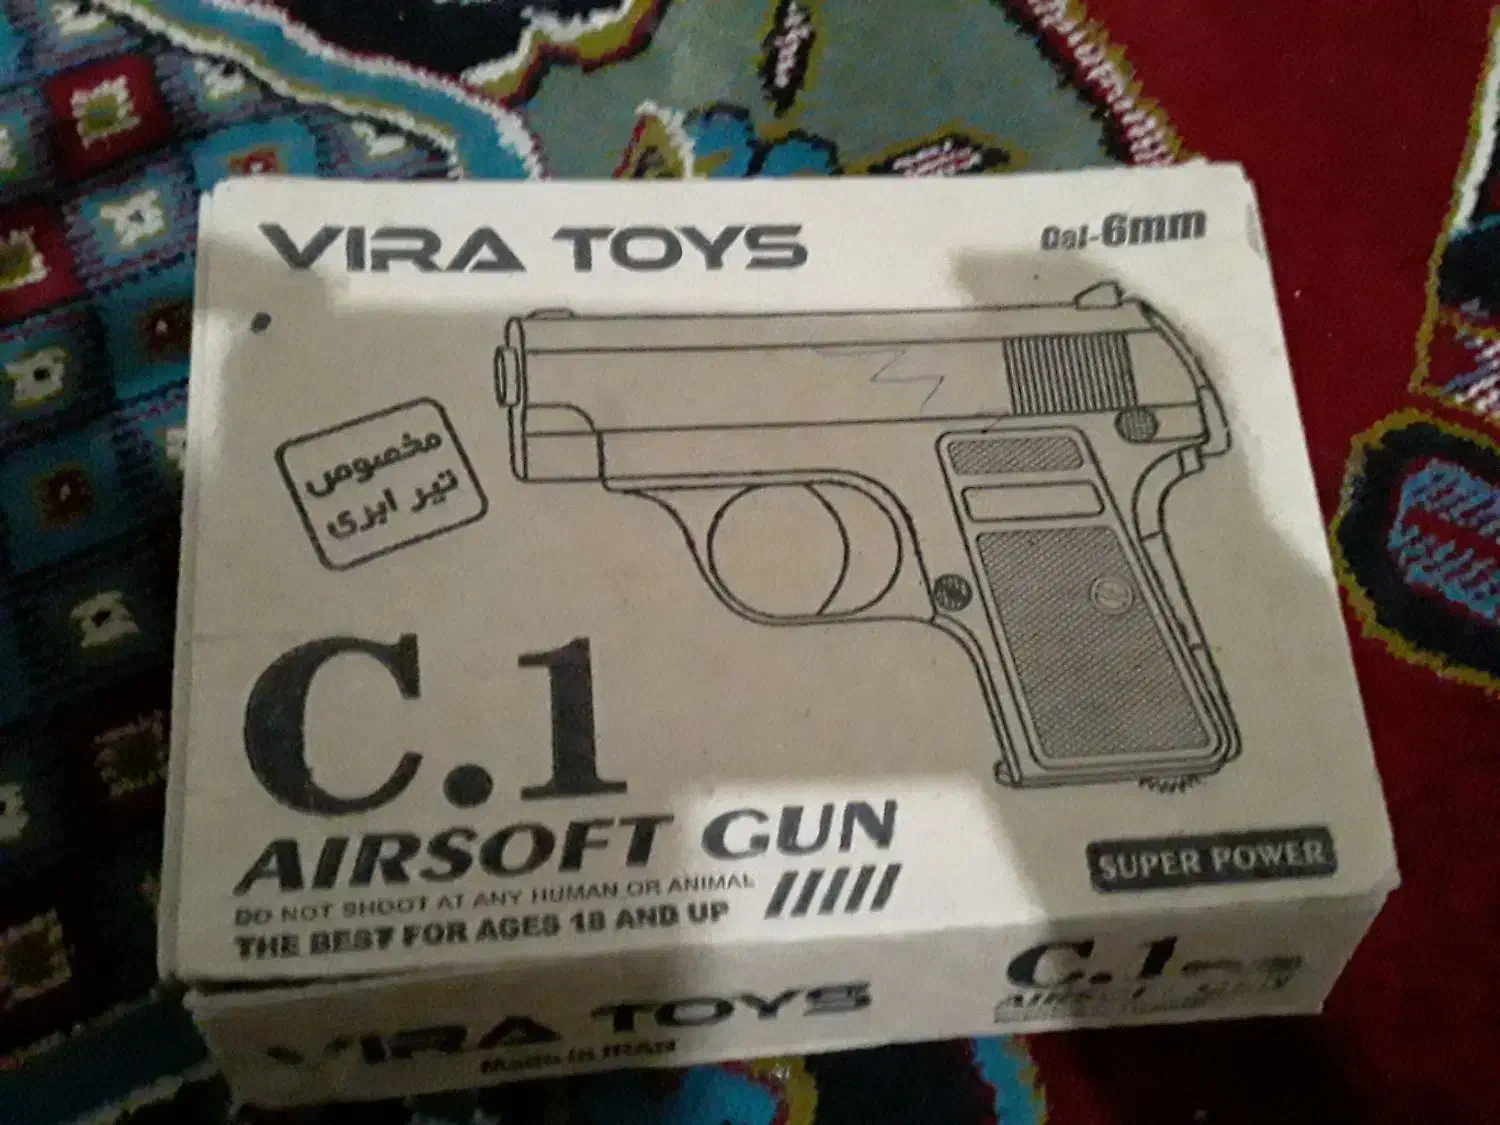 VIRA TOYS
Cal-6mm
مخصوص
تیر ابری
C.1
AIRSOFT GUN
DO NOT SHOOT AT ANY HUMAN OR ANIMAL
THE BEST FOR AGES 18 AND UP
SUPER POWER
VIRA TOYS
Made in IRAN
C.1